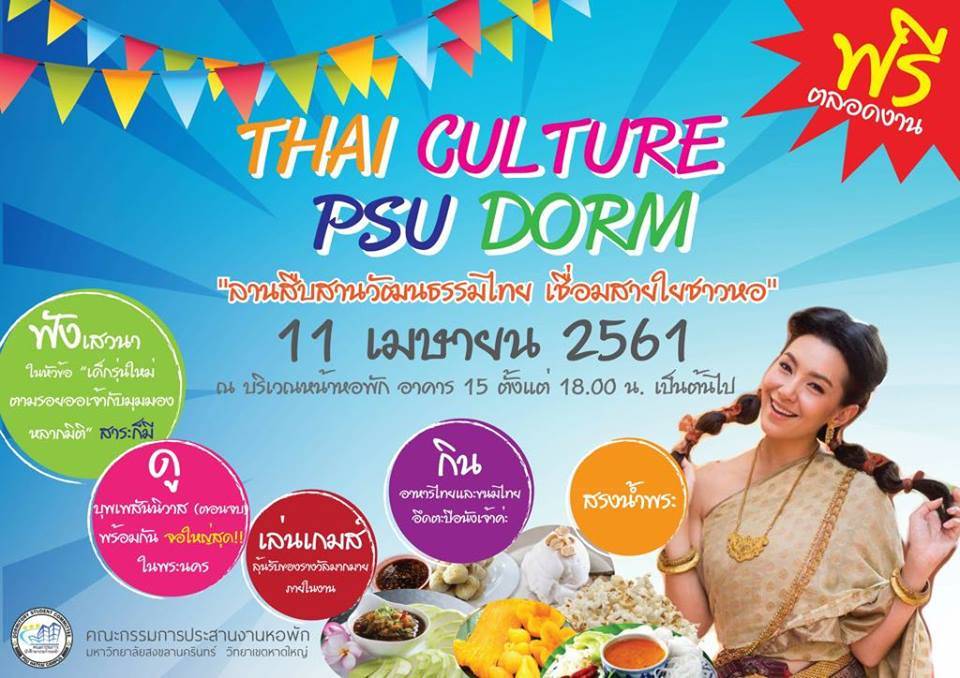 ฟรี
ตลอดงาน
THAI CULTURE
PSU DORM
"ลานสืบสานวัฒนธรรมไทย เชื่อมสายใยชาวหอ"
11 เมษายน 2561
ณ บริเวณหน้าหอพัก อาคาร 15 ตั้งแต่ 18.00 น. เป็นต้นไป
ฟังเสวนา
ในหัวข้อ "เด็กรุ่นใหม่
ตามรอยออเจ้ากับมุมมอง
หลากมิติ" สาระก็มี
ดู
บุพเพสันนิวาส (ตอนจบ)
พร้อมกัน จอใหญ่สุด!!
ในพระนคร
เล่นเกมส์
ลุ้นรับของรางวัลมากมาย
ภายในงาน
กิน
อาหารไทยและขนมไทย
อึดตะปือนังเจ้าค่ะ
สรงน้ำพระ
คณะกรรมการประสานงานหอพัก
มหาวิทยาลัยสงขลานครินทร์ วิทยาเขตหาดใหญ่